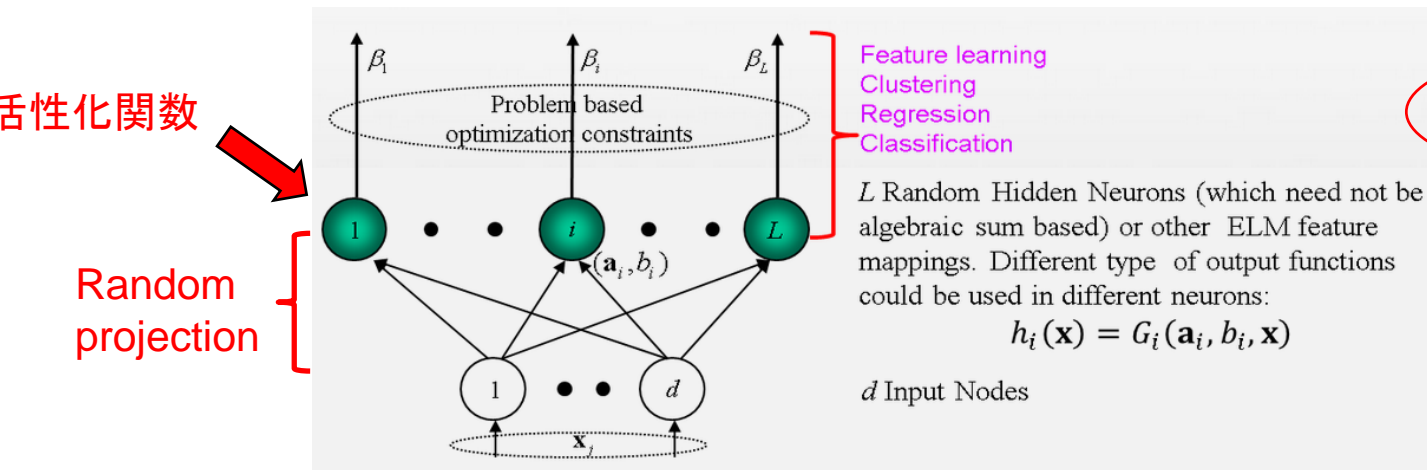 β₁
βᵢ
β_L
Problem based
optimization constraints
Feature learning
Clustering
Regression
Classification
活性化関数
1
i
L
(aᵢ, bᵢ)
L Random Hidden Neurons (which need not be
algebraic sum based) or other ELM feature
mappings. Different type of output functions
could be used in different neurons:
hᵢ(x) = Gᵢ(aᵢ, bᵢ, x)
Random
projection
1
d
d Input Nodes
xⱼ